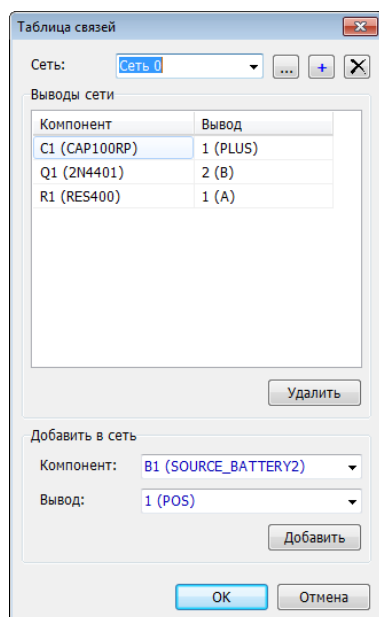 Таблица связей
Сеть: Сеть 0 ... +
Выводы сети
Компонент Вывод
C1 (CAP100RP) 1 (PLUS)
Q1 (2N4401) 2 (B)
R1 (RES400) 1 (A)
Удалить
Добавить в сеть
Компонент: B1 (SOURCE_BATTERY2)
Вывод: 1 (POS)
Добавить
OK Отмена